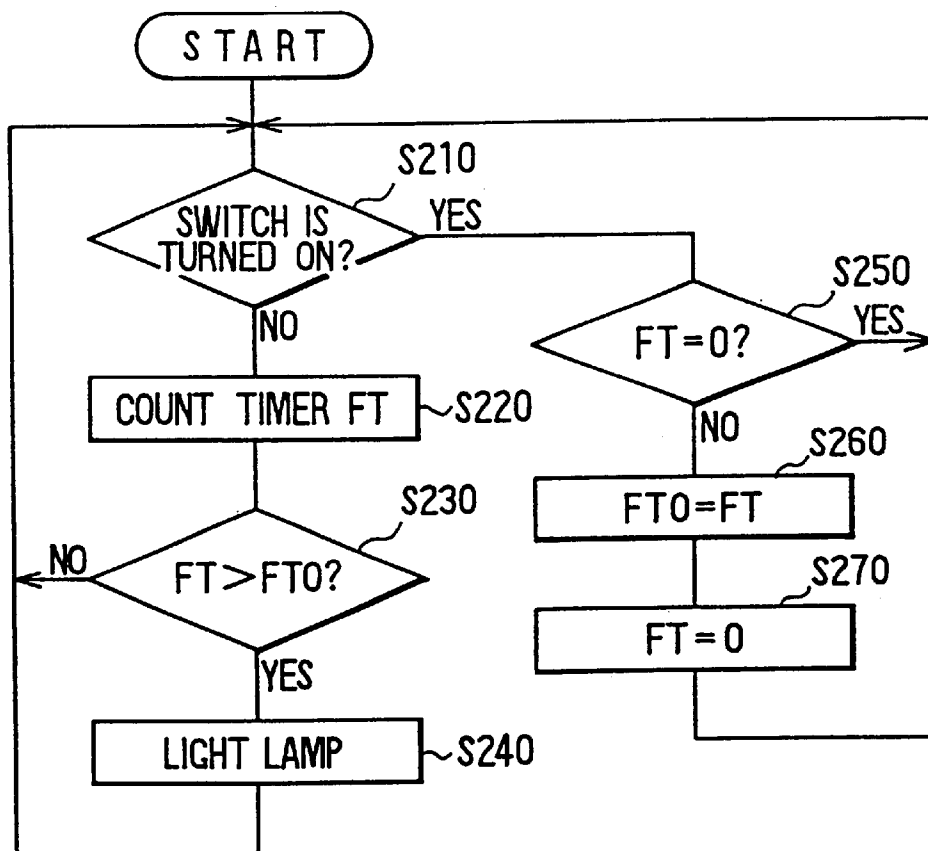 START
S210
SWITCH IS
TURNED ON?
YES
NO
S250
FT=0?
YES
NO
COUNT TIMER FT
S220
S260
FT0=FT
S230
FT>FT0?
NO
YES
S270
FT=0
LIGHT LAMP
S240